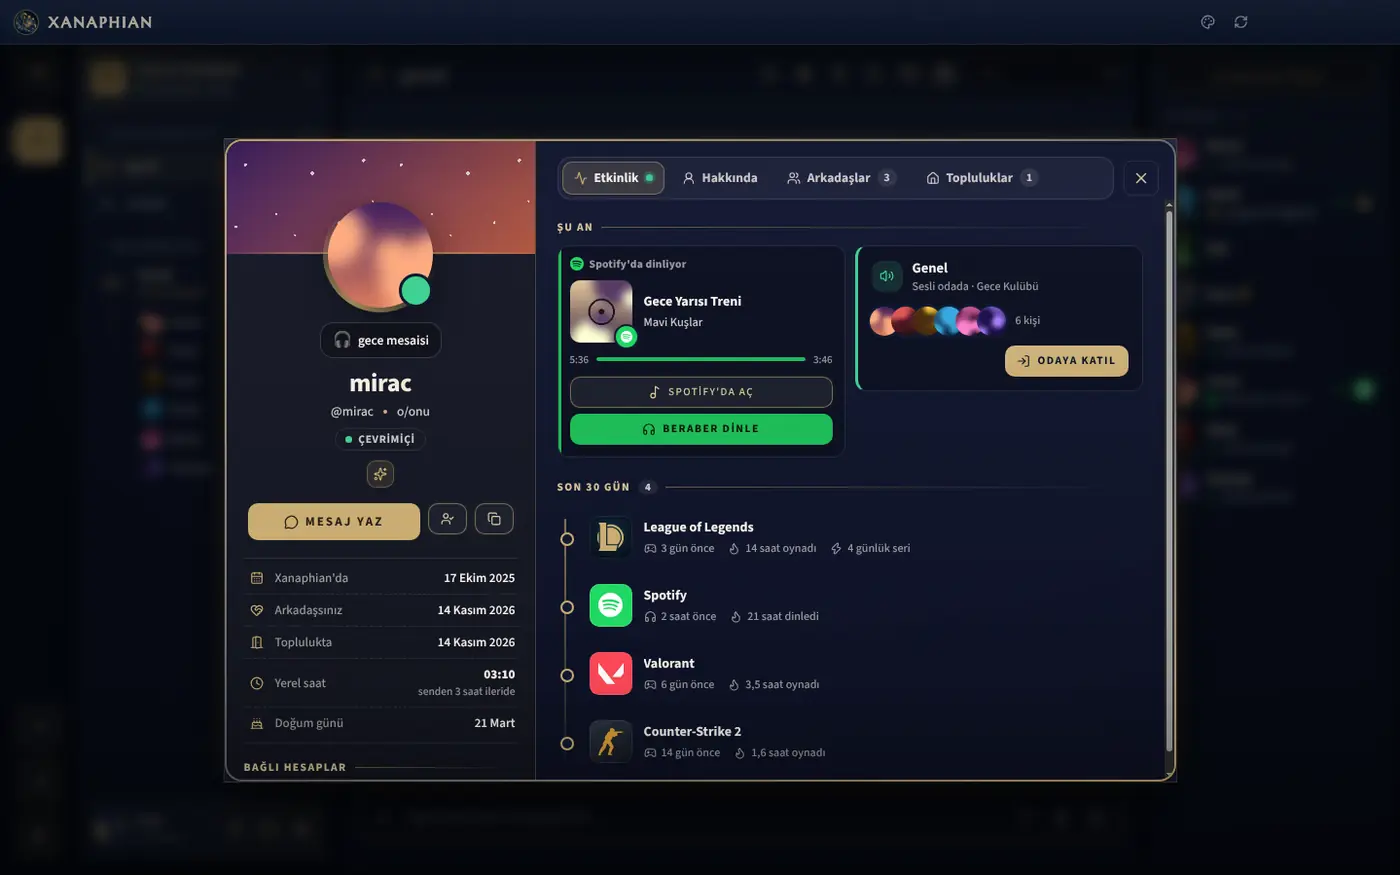 XANAPHIAN
gece mesaisi
mirac
@mirac • o/onu
ÇEVRİMİÇİ
MESAJ YAZ
Xanaphian'da 17 Ekim 2025
Arkadaşsınız 14 Kasım 2026
Toplulukta 14 Kasım 2026
Yerel saat 03:10
senden 3 saat ileride
Doğum günü 21 Mart
BAĞLI HESAPLAR
Etkinlik Hakkında Arkadaşlar 3 Topluluklar 1
ŞU AN
Spotify'da dinliyor
Gece Yarısı Treni
Mavi Kuşlar
5:36 3:46
SPOTİFY'DA AÇ
BERABER DINLE
Genel
Sesli odada · Gece Kulübü
6 kişi
ODAYA KATIL
SON 30 GÜN 4
League of Legends
3 gün önce 14 saat oynadı 4 günlük seri
Spotify
2 saat önce 21 saat dinledi
Valorant
6 gün önce 3,5 saat oynadı
Counter-Strike 2
14 gün önce 1,6 saat oynadı